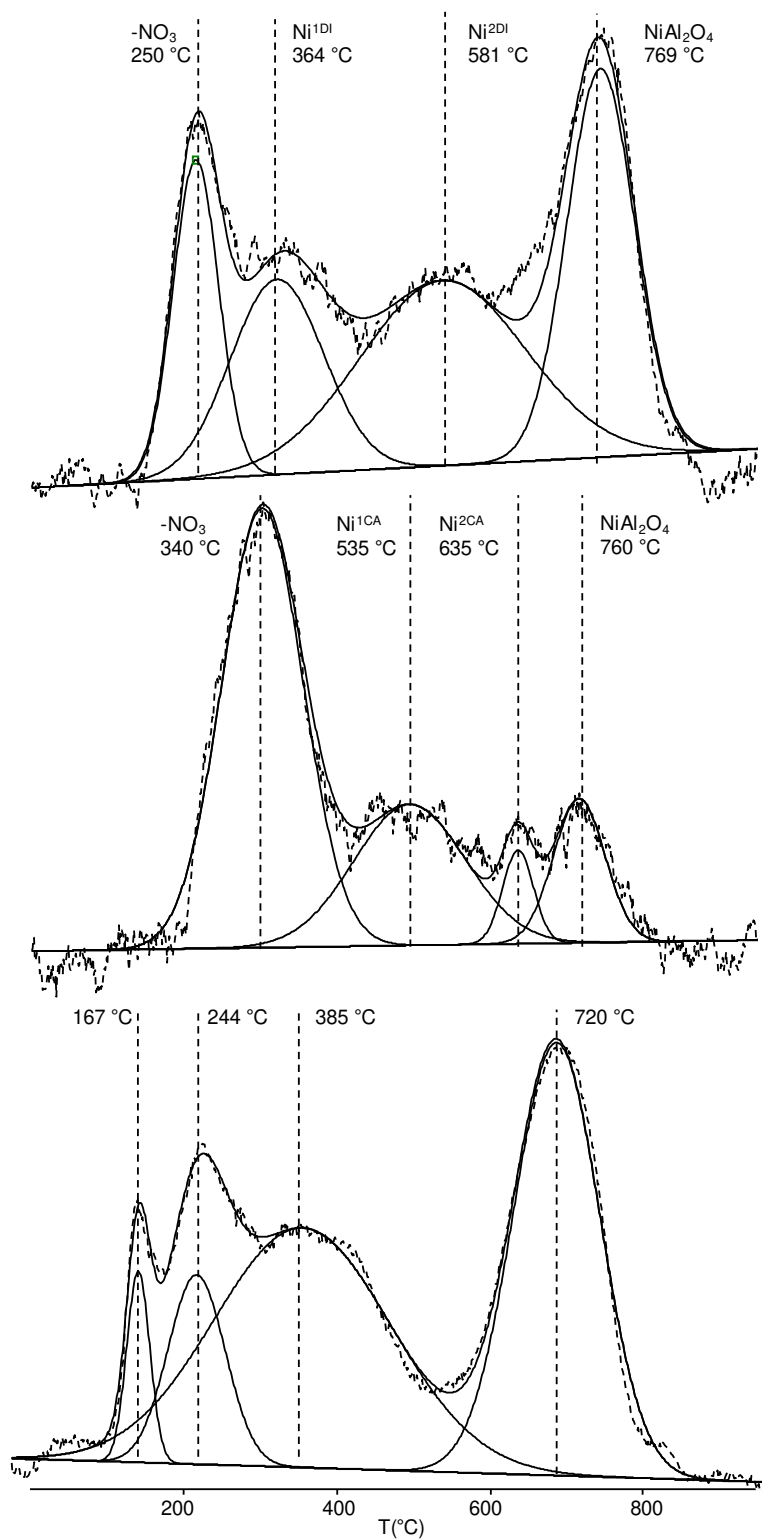 -NO₃ Ni¹ᴰᴵ Ni²ᴰᴵ NiAl₂O₄
250 °C 364 °C 581 °C 769 °C
-NO₃ Ni¹ᶜᴬ Ni²ᶜᴬ NiAl₂O₄
340 °C 535 °C 635 °C 760 °C
167 °C 244 °C 385 °C 720 °C
200 400 600 800
T(°C)